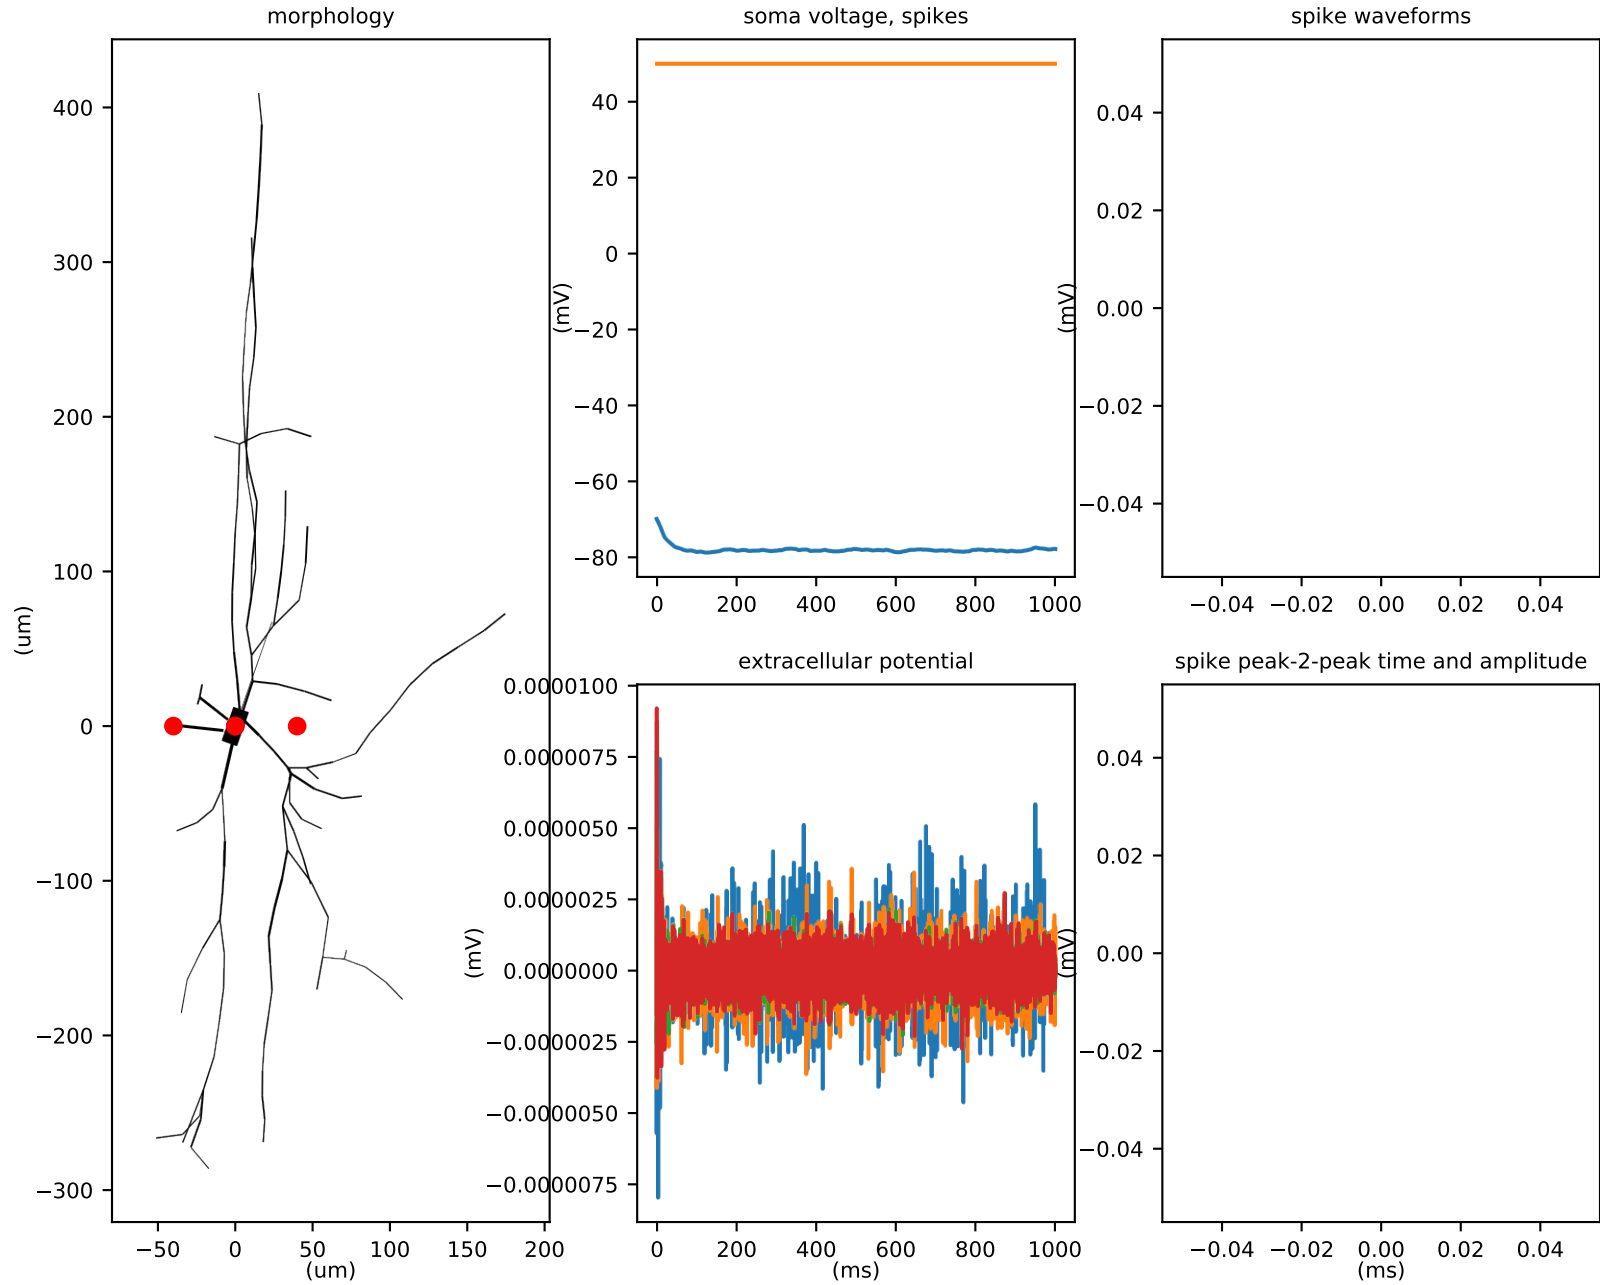 morphology
400
300
200
100
0
−100
−200
−300
(um)
−50 0 50 100 150 200
(um)
soma voltage, spikes
40
20
0
−20
−40
−60
−80
(mV)
0 200 400 600 800 1000
spike waveforms
0.04
0.02
0.00
−0.02
−0.04
(mV)
−0.04 −0.02 0.00 0.02 0.04
extracellular potential
0.0000100
0.0000075
0.0000050
0.0000025
0.0000000
−0.0000025
−0.0000050
−0.0000075
(mV)
0 200 400 600 800 1000
(ms)
spike peak-2-peak time and amplitude
0.04
0.02
0.00
−0.02
−0.04
(mV)
−0.04 −0.02 0.00 0.02 0.04
(ms)